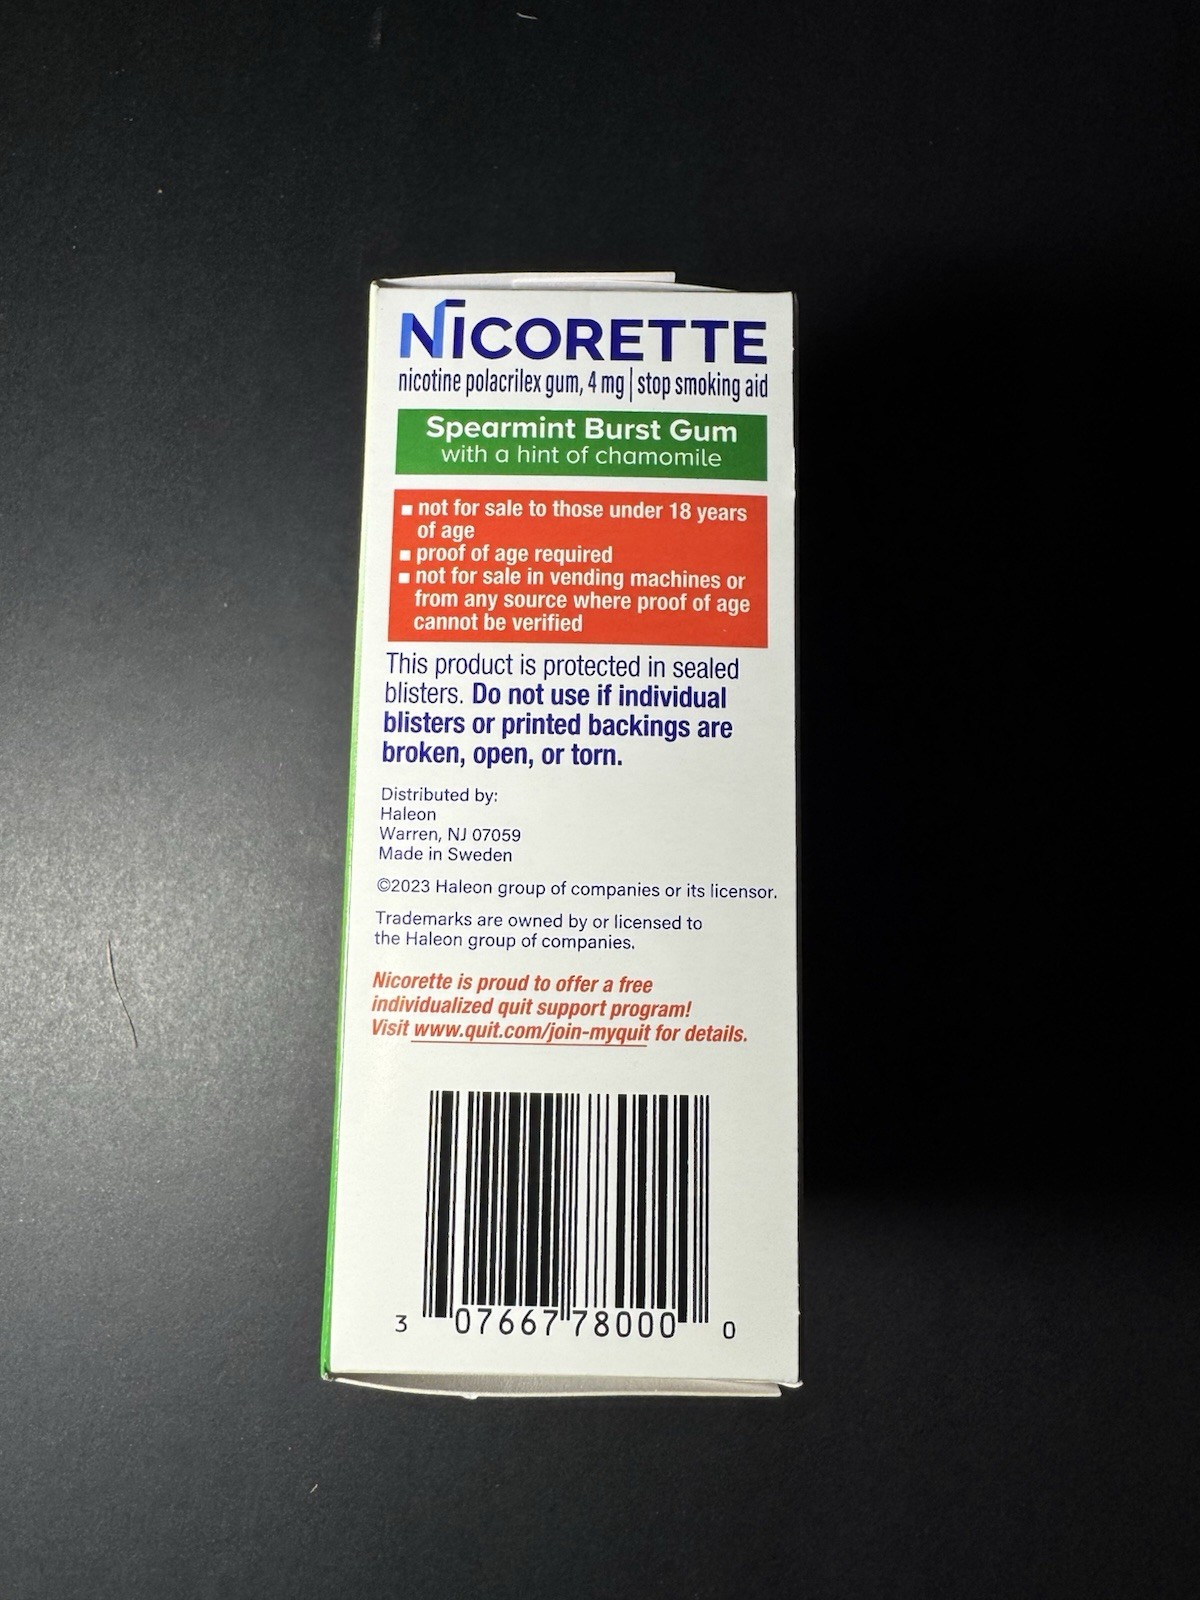 NICORETTE
nicotine polacrilex gum, 4 mg | stop smoking aid
Spearmint Burst Gum
with a hint of chamomile
▪ not for sale to those under 18 years
of age
▪ proof of age required
▪ not for sale in vending machines or
from any source where proof of age
cannot be verified
This product is protected in sealed
blisters. Do not use if individual
blisters or printed backings are
broken, open, or torn.
Distributed by:
Haleon
Warren, NJ 07059
Made in Sweden
©2023 Haleon group of companies or its licensor.
Trademarks are owned by or licensed to
the Haleon group of companies.
Nicorette is proud to offer a free
individualized quit support program!
Visit www.quit.com/join-myquit for details.
3 07667 78000 0